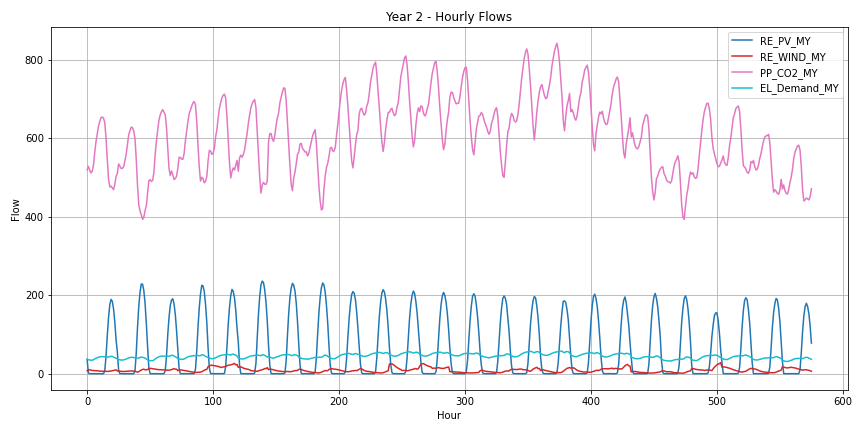 Year 2 - Hourly Flows
RE_PV_MY
RE_WIND_MY
PP_CO2_MY
EL_Demand_MY
Flow
800
600
400
200
0
0
100
200
300
400
500
600
Hour